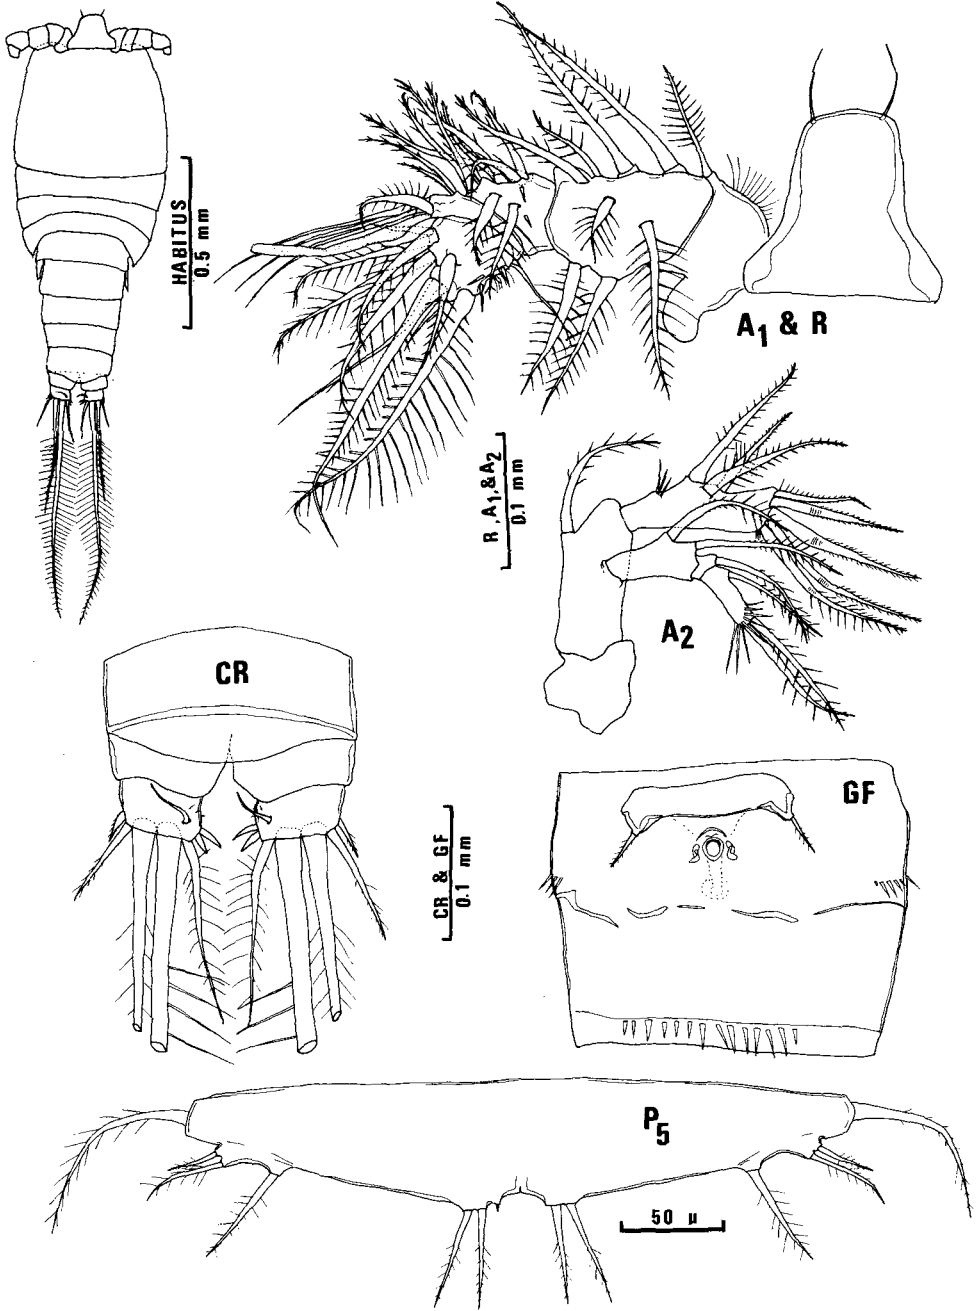 HABITUS
0.5 mm
A1 & R
R, A1, & A2
0.1 mm
A2
CR
CR & GF
0.1 mm
GF
P5
50 μ